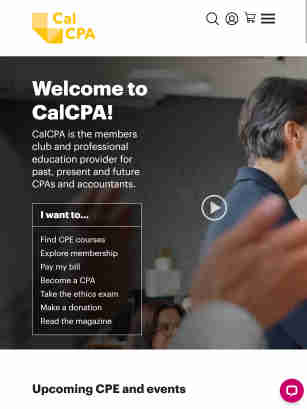 Cal
CPA
Welcome to
CalCPA!
CalCPA is the members
club and professional
education provider for
past, present and future
CPAs and accountants.
I want to...
Find CPE courses
Explore membership
Pay my bill
Become a CPA
Take the ethics exam
Make a donation
Read the magazine
Upcoming CPE and events